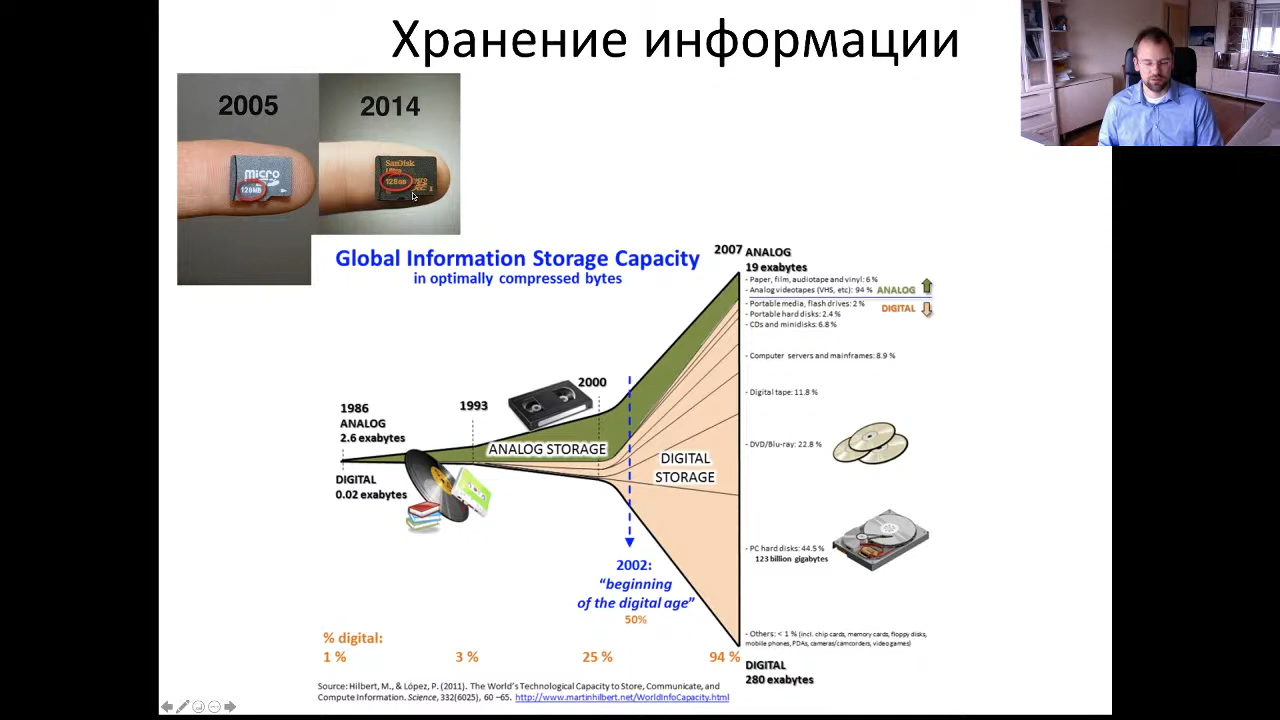 Хранение информации
2005
2014
micro
128MB
SanDisk
Ultra
128GB
Global Information Storage Capacity
in optimally compressed bytes
2007 ANALOG
19 exabytes
- Paper, film, audiotape and vinyl: 6 %
- Analog videotapes (VHS, etc): 94 %
ANALOG
- Portable media, flash drives: 2 %
DIGITAL
- Portable hard disks: 2.4 %
- CDs and minidisks: 6.8 %
- Computer servers and mainframes: 8.9 %
- Digital tape: 11.8 %
- DVD/Blu-ray: 22.8 %
- PC hard disks: 44.5 %
123 billion gigabytes
- Others: < 1 % (incl. chip cards, memory cards, floppy disks,
mobile phones, PDAs, cameras/camcorders, video games)
DIGITAL
280 exabytes
2000
1993
1986
ANALOG
2.6 exabytes
ANALOG STORAGE
DIGITAL
STORAGE
DIGITAL
0.02 exabytes
2002:
“beginning
of the digital age”
50%
% digital:
1 %
3 %
25 %
94 %
Source: Hilbert, M., & López, P. (2011). The World’s Technological Capacity to Store, Communicate, and
Compute Information. Science, 332(6025), 60 –65. http://www.martinhilbert.net/WorldInfoCapacity.html